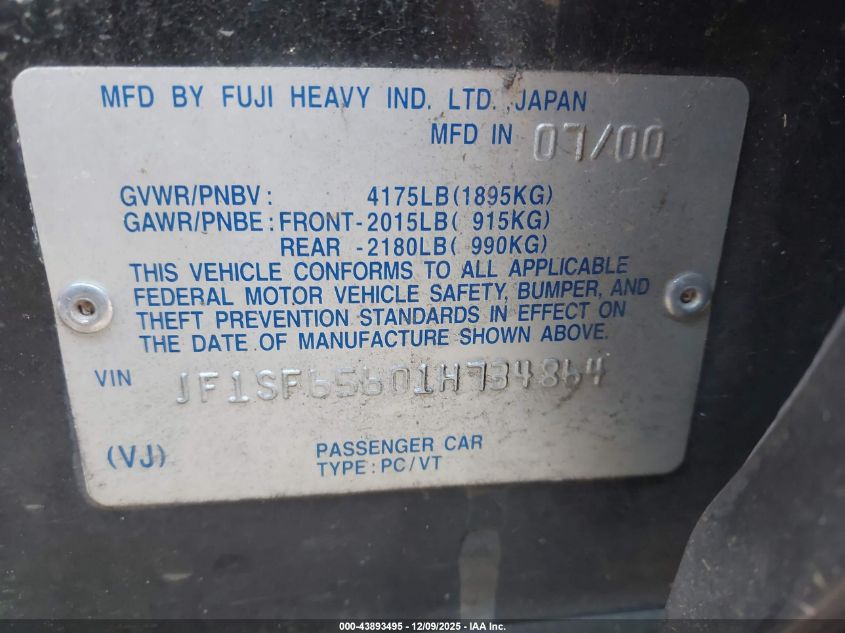 MFD BY FUJI HEAVY IND. LTD. JAPAN
MFD IN 07/00
GVWR/PNBV: 4175LB(1895KG)
GAWR/PNBE: FRONT-2015LB( 915KG)
REAR -2180LB( 990KG)
THIS VEHICLE CONFORMS TO ALL APPLICABLE
FEDERAL MOTOR VEHICLE SAFETY, BUMPER, AND
THEFT PREVENTION STANDARDS IN EFFECT ON
THE DATE OF MANUFACTURE SHOWN ABOVE.
VIN JF1SF65601H734864
(VJ) PASSENGER CAR
TYPE: PC/VT
000-43893495 - 12/09/2025 - IAA Inc.